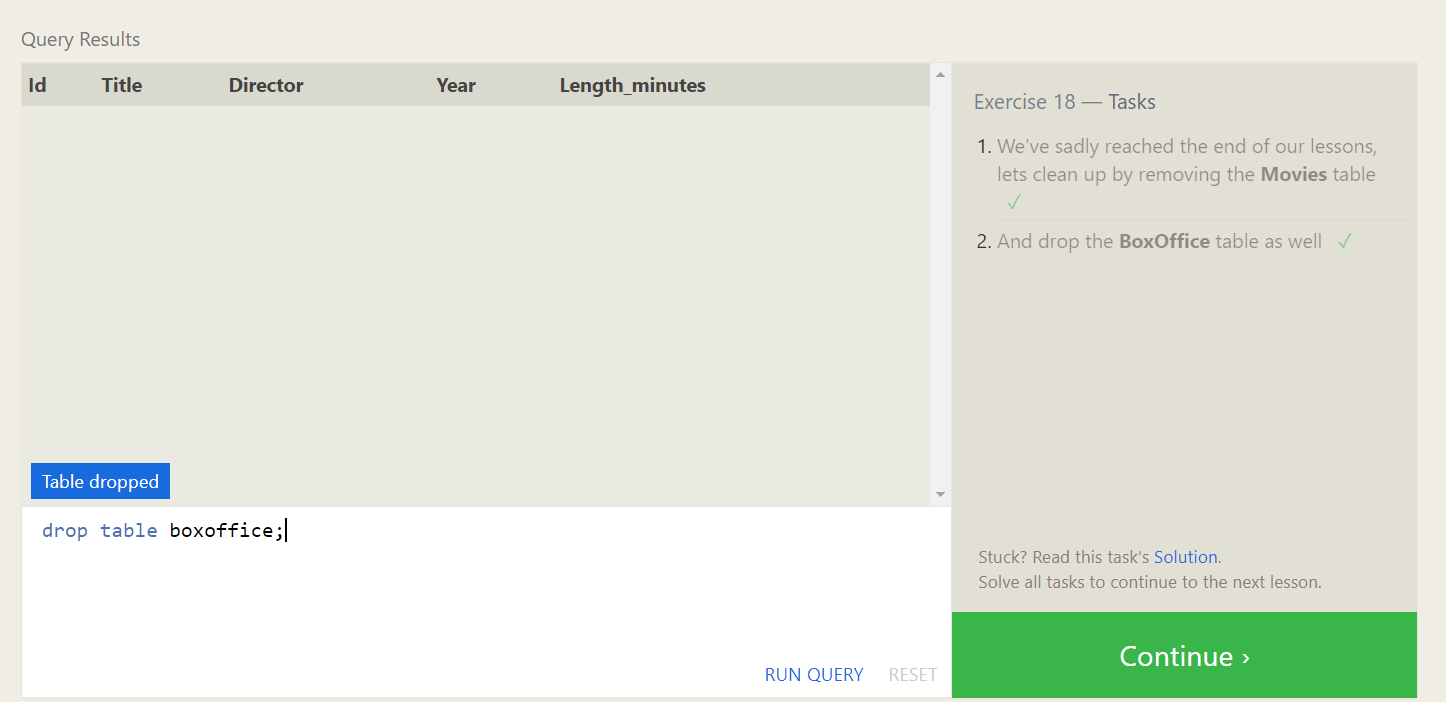 Query Results
Id Title Director Year Length_minutes
Table dropped
drop table boxoffice;
RUN QUERY RESET
Exercise 18 — Tasks
1. We've sadly reached the end of our lessons,
lets clean up by removing the Movies table
✓
2. And drop the BoxOffice table as well ✓
Stuck? Read this task's Solution.
Solve all tasks to continue to the next lesson.
Continue ›